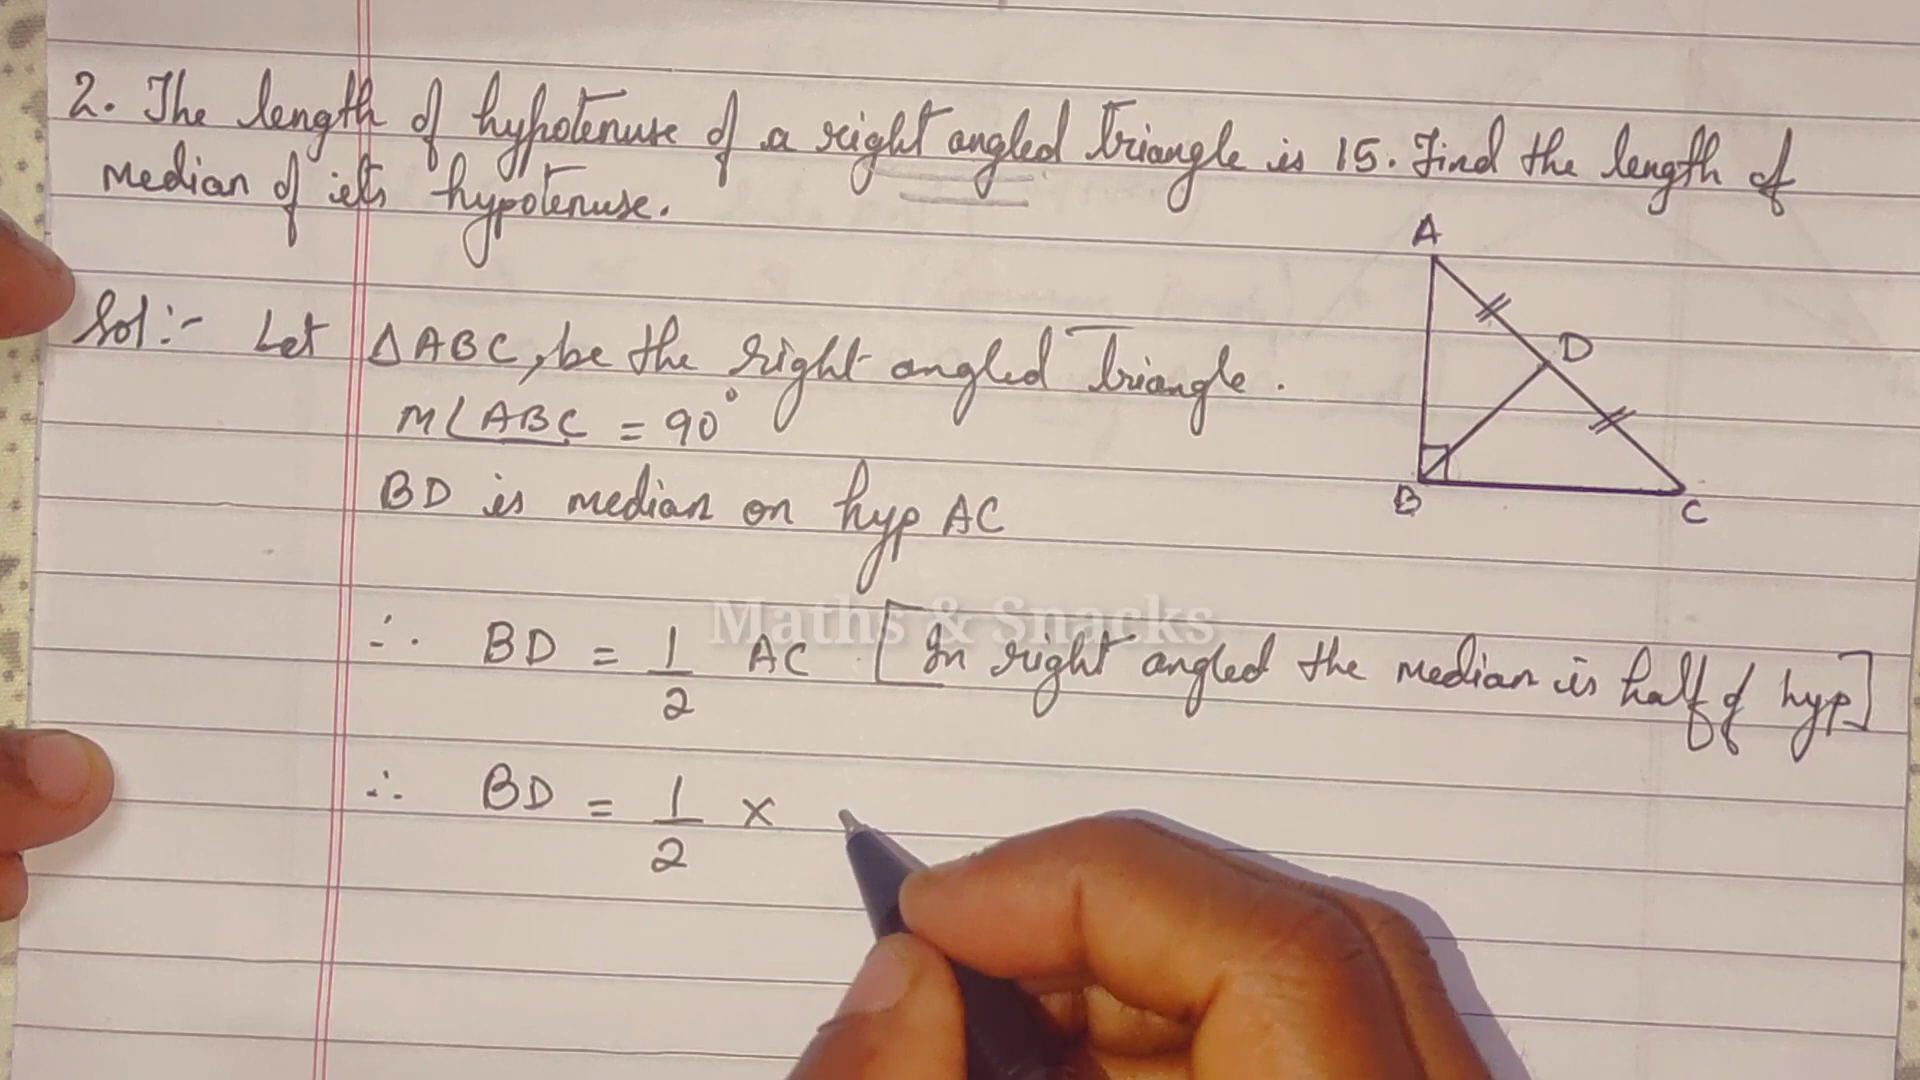 2. The length of hypotenuse of a right angled triangle is 15. Find the length of
median of its hypotenuse.
A
D
B
C
Sol:- Let △ABC, be the right angled triangle.
m∠ABC = 90°
BD is median on hyp AC
∴ BD = 1/2 AC [In right angled the median is half of hyp]
Maths & Snacks
∴ BD = 1/2 ×